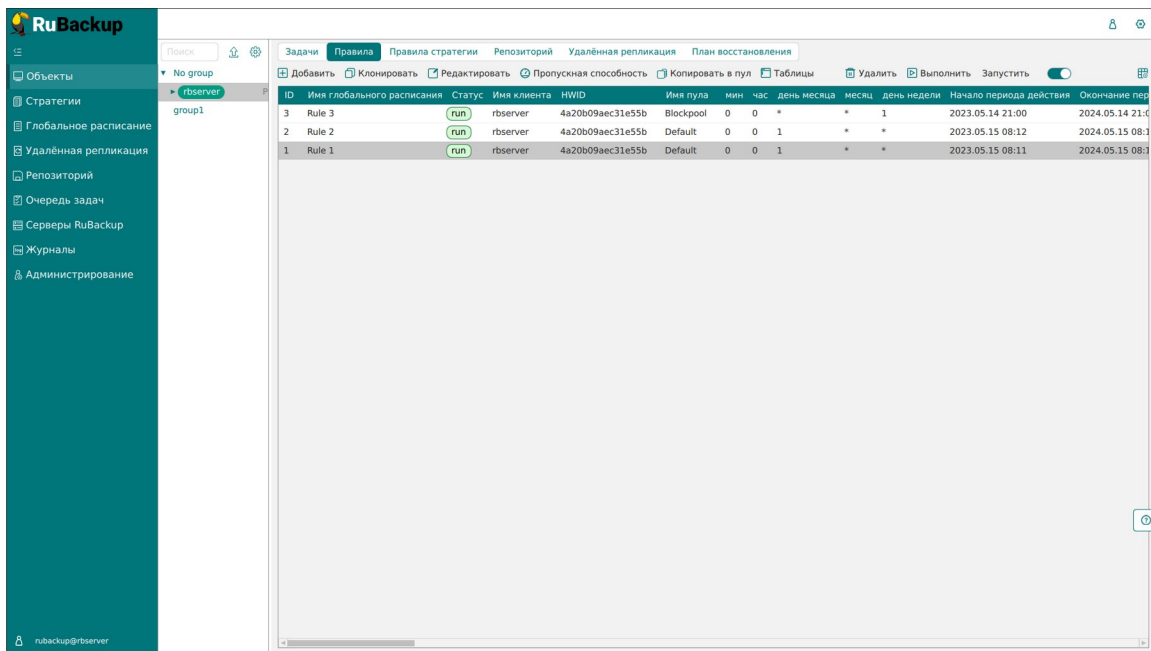 RuBackup
Объекты
Стратегии
Глобальное расписание
Удалённая репликация
Репозиторий
Очередь задач
Серверы RuBackup
Журналы
Администрирование
rubackup@rbserver
Поиск
No group
rbserver P
group1
Задачи Правила Правила стратегии Репозиторий Удалённая репликация План восстановления
Добавить Клонировать Редактировать Пропускная способность Копировать в пул Таблицы Удалить Выполнить Запустить
ID Имя глобального расписания Статус Имя клиента HWID Имя пула мин час день месяца месяц день недели Начало периода действия Окончание пер
3 Rule 3 run rbserver 4a20b09aec31e55b Blockpool 0 0 * * 1 2023.05.14 21:00 2024.05.14 21:0
2 Rule 2 run rbserver 4a20b09aec31e55b Default 0 0 1 * * 2023.05.15 08:12 2024.05.15 08:1
1 Rule 1 run rbserver 4a20b09aec31e55b Default 0 0 1 * * 2023.05.15 08:11 2024.05.15 08:1